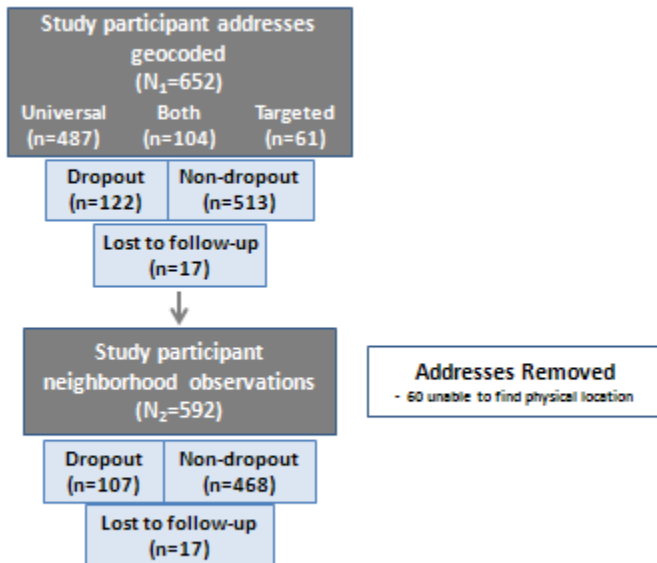 Study participant addresses
geocoded
(N₁=652)
Universal Both Targeted
(n=487) (n=104) (n=61)
Dropout Non-dropout
(n=122) (n=513)
Lost to follow-up
(n=17)
Study participant
neighborhood observations
(N₂=592)
Addresses Removed
- 60 unable to find physical location
Dropout Non-dropout
(n=107) (n=468)
Lost to follow-up
(n=17)